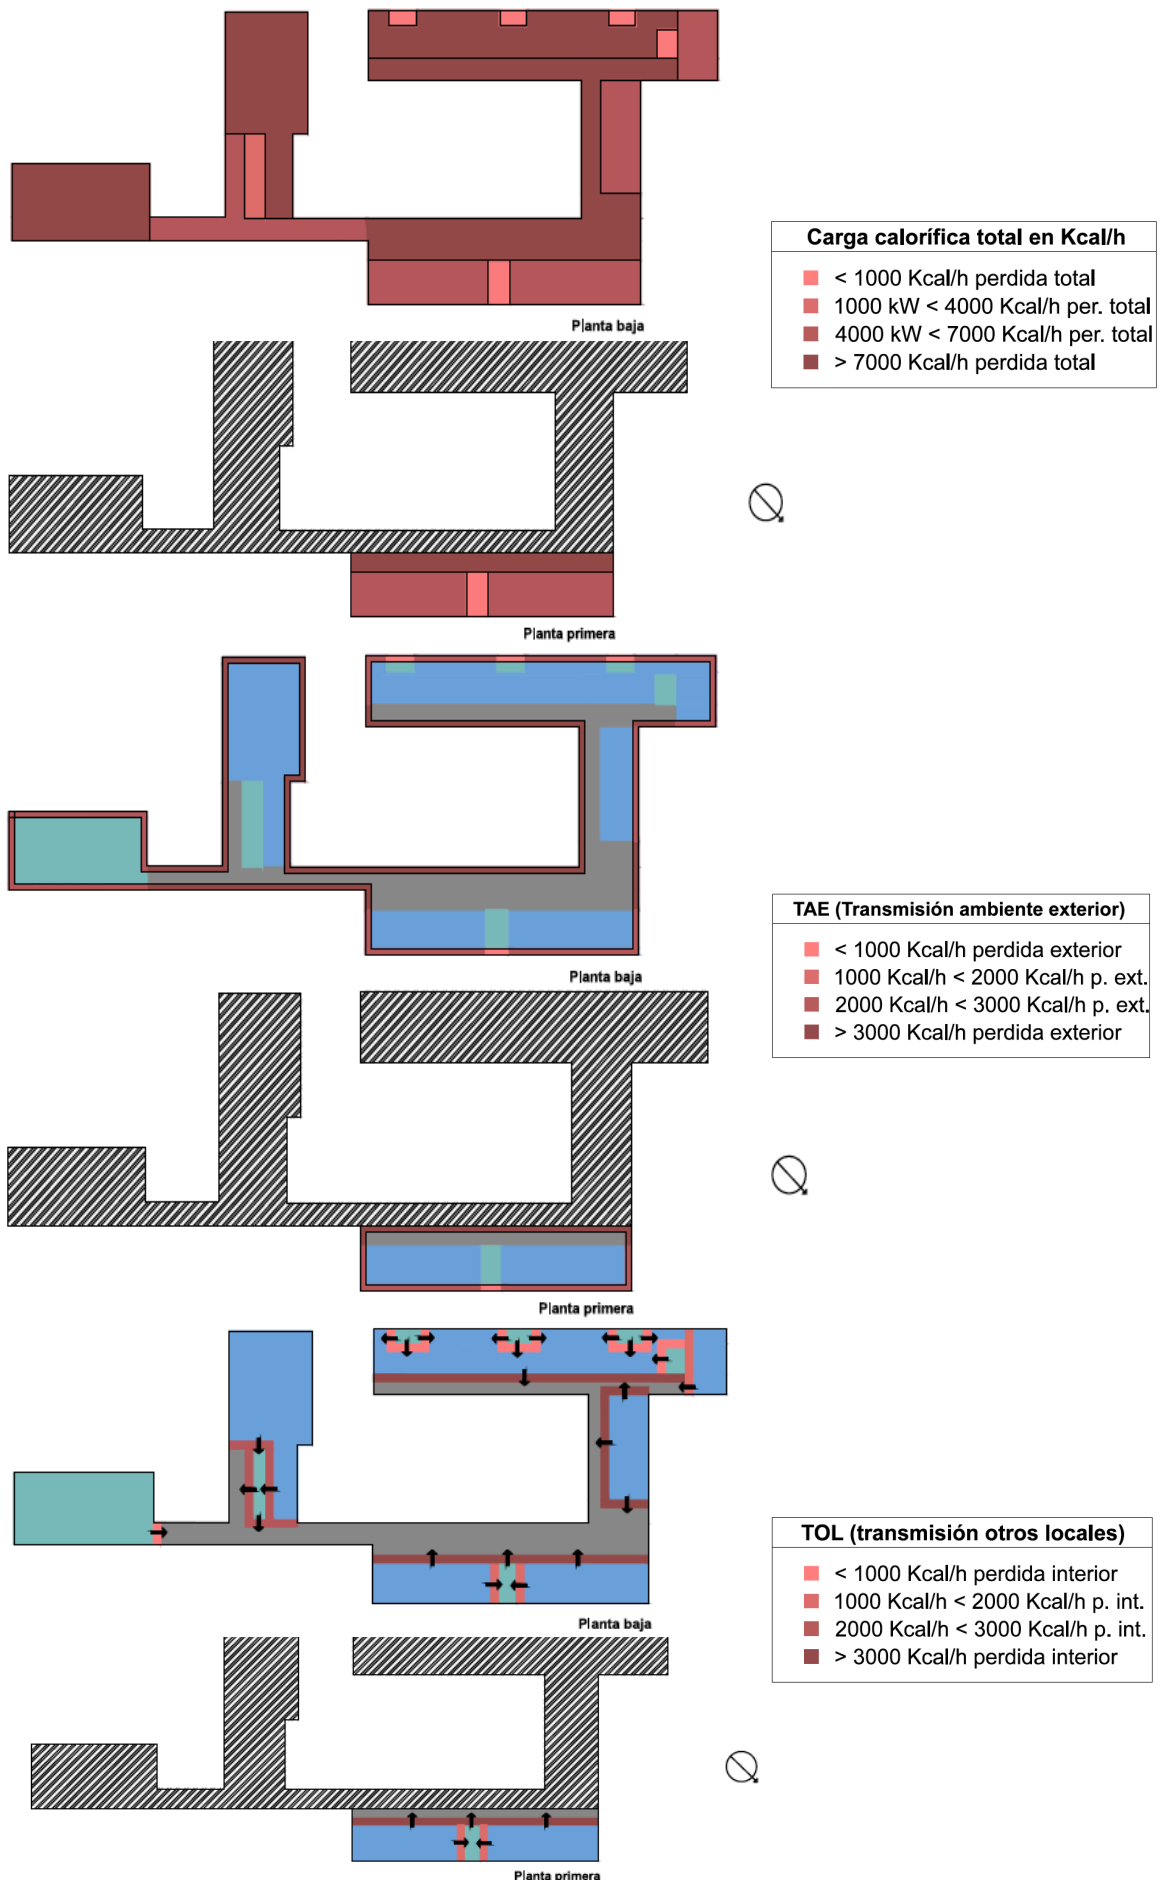 Carga calorífica total en Kcal/h
< 1000 Kcal/h perdida total
1000 kW < 4000 Kcal/h per. total
4000 kW < 7000 Kcal/h per. total
> 7000 Kcal/h perdida total
Planta baja
Planta primera
TAE (Transmisión ambiente exterior)
< 1000 Kcal/h perdida exterior
1000 Kcal/h < 2000 Kcal/h p. ext.
2000 Kcal/h < 3000 Kcal/h p. ext.
> 3000 Kcal/h perdida exterior
Planta baja
Planta primera
TOL (transmisión otros locales)
< 1000 Kcal/h perdida interior
1000 Kcal/h < 2000 Kcal/h p. int.
2000 Kcal/h < 3000 Kcal/h p. int.
> 3000 Kcal/h perdida interior
Planta baja
Planta primera